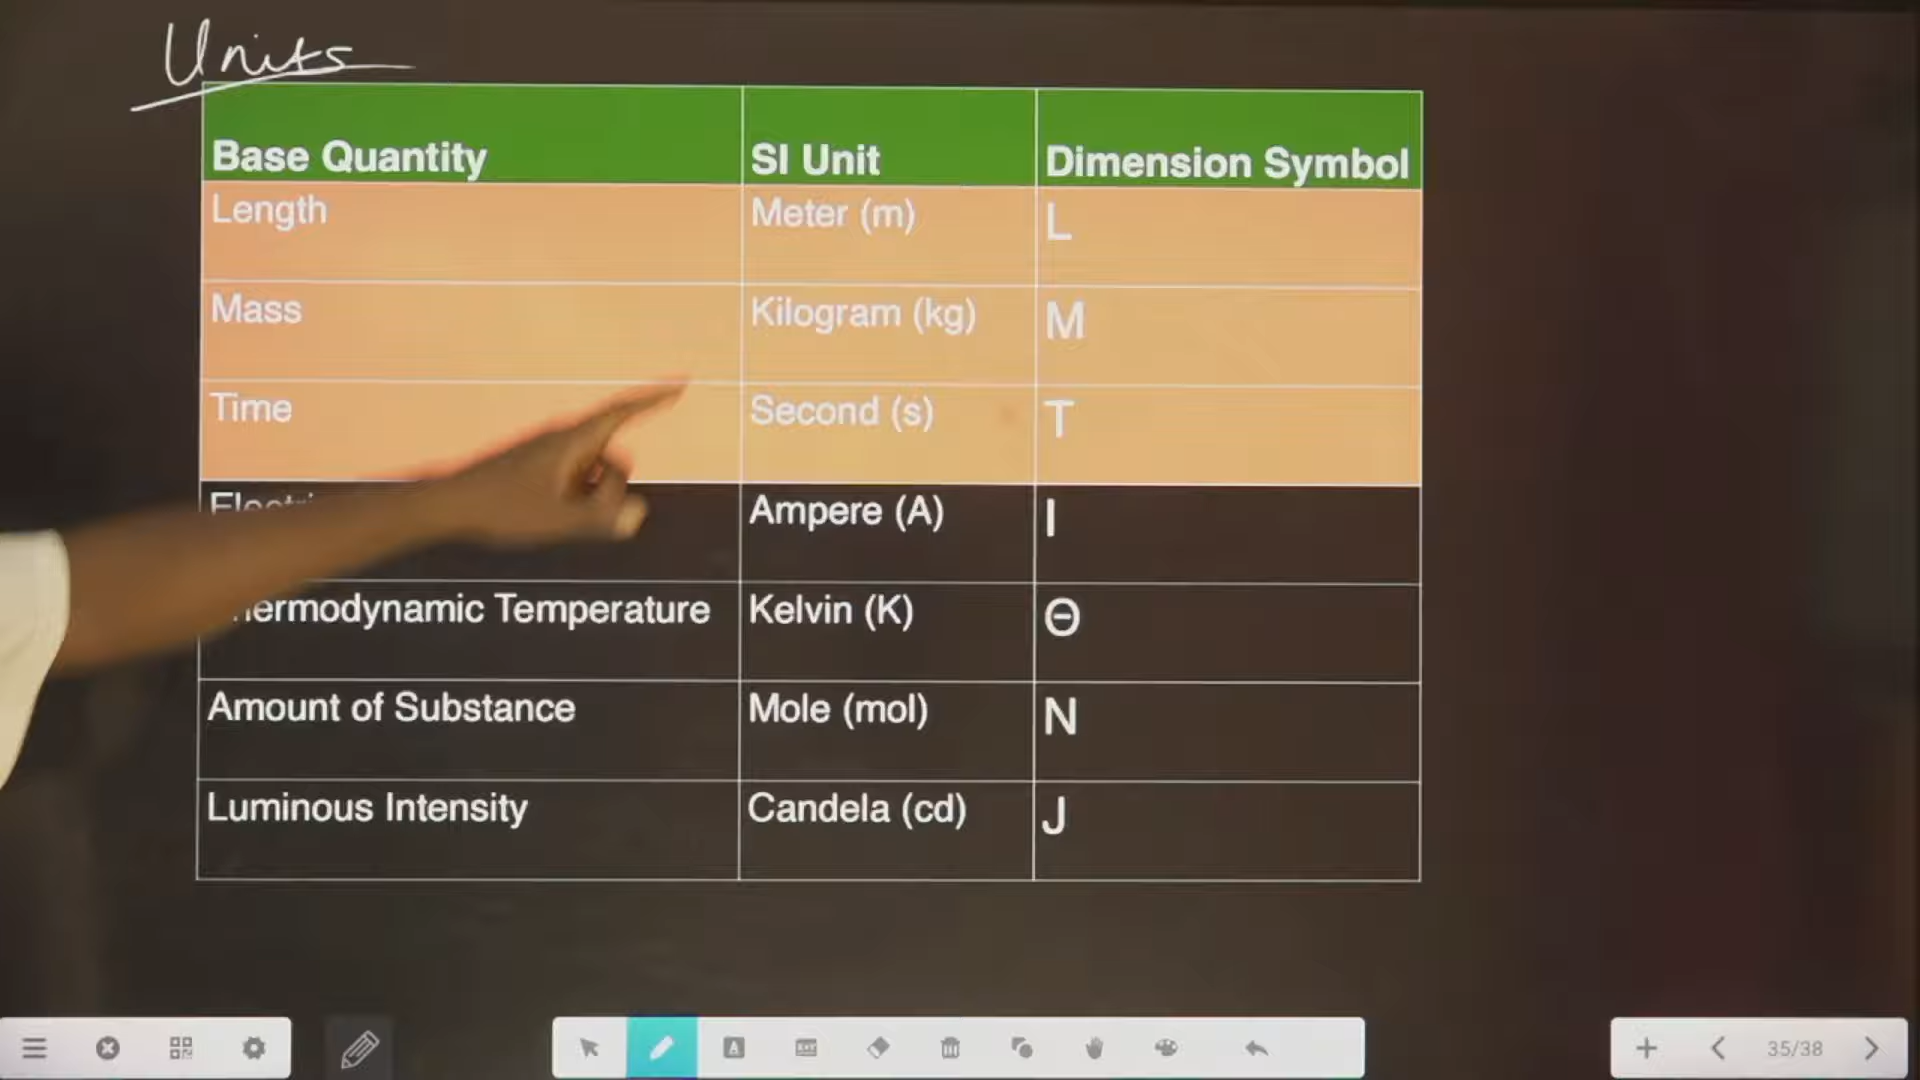 Units
Base Quantity SI Unit Dimension Symbol
Length Meter (m) L
Mass Kilogram (kg) M
Time Second (s) T
Ampere (A) I
Temperature Kelvin (K) Θ
Amount of Substance Mole (mol) N
Luminous Intensity Candela (cd) J
35/38